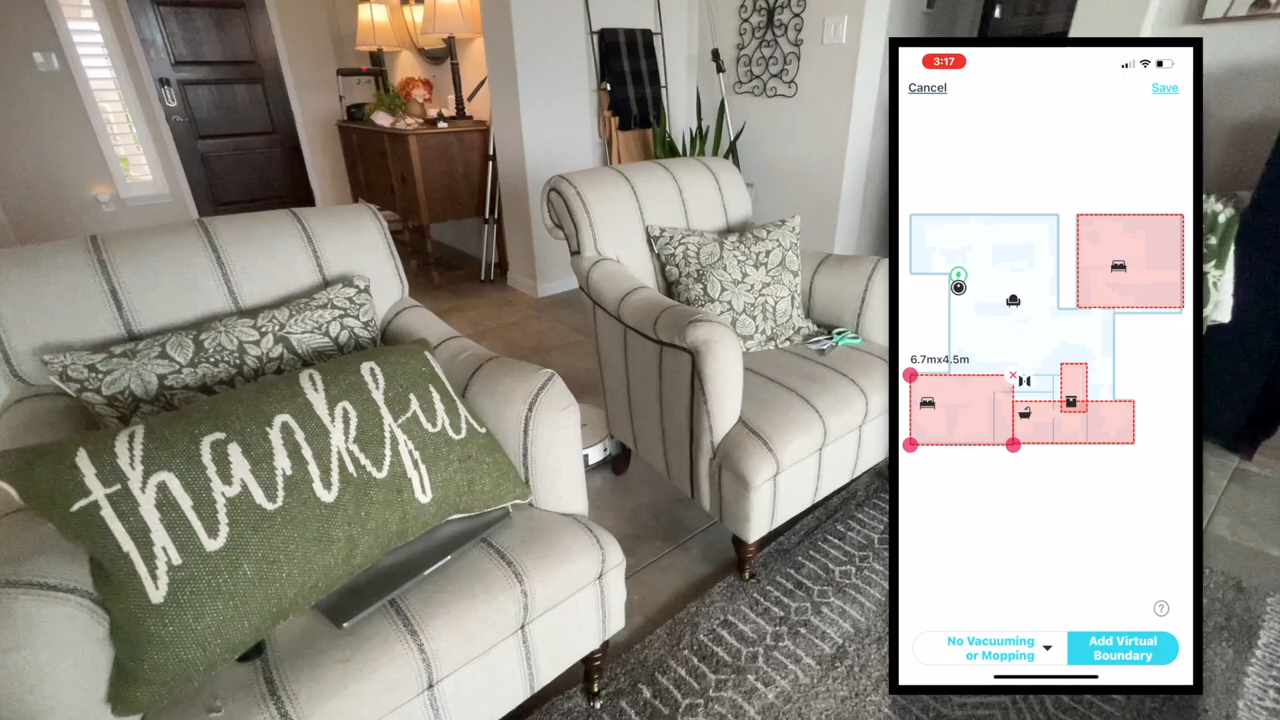 thankful
3:17
Cancel
Save
6.7mx4.5m
?
No Vacuuming
or Mopping
Add Virtual
Boundary